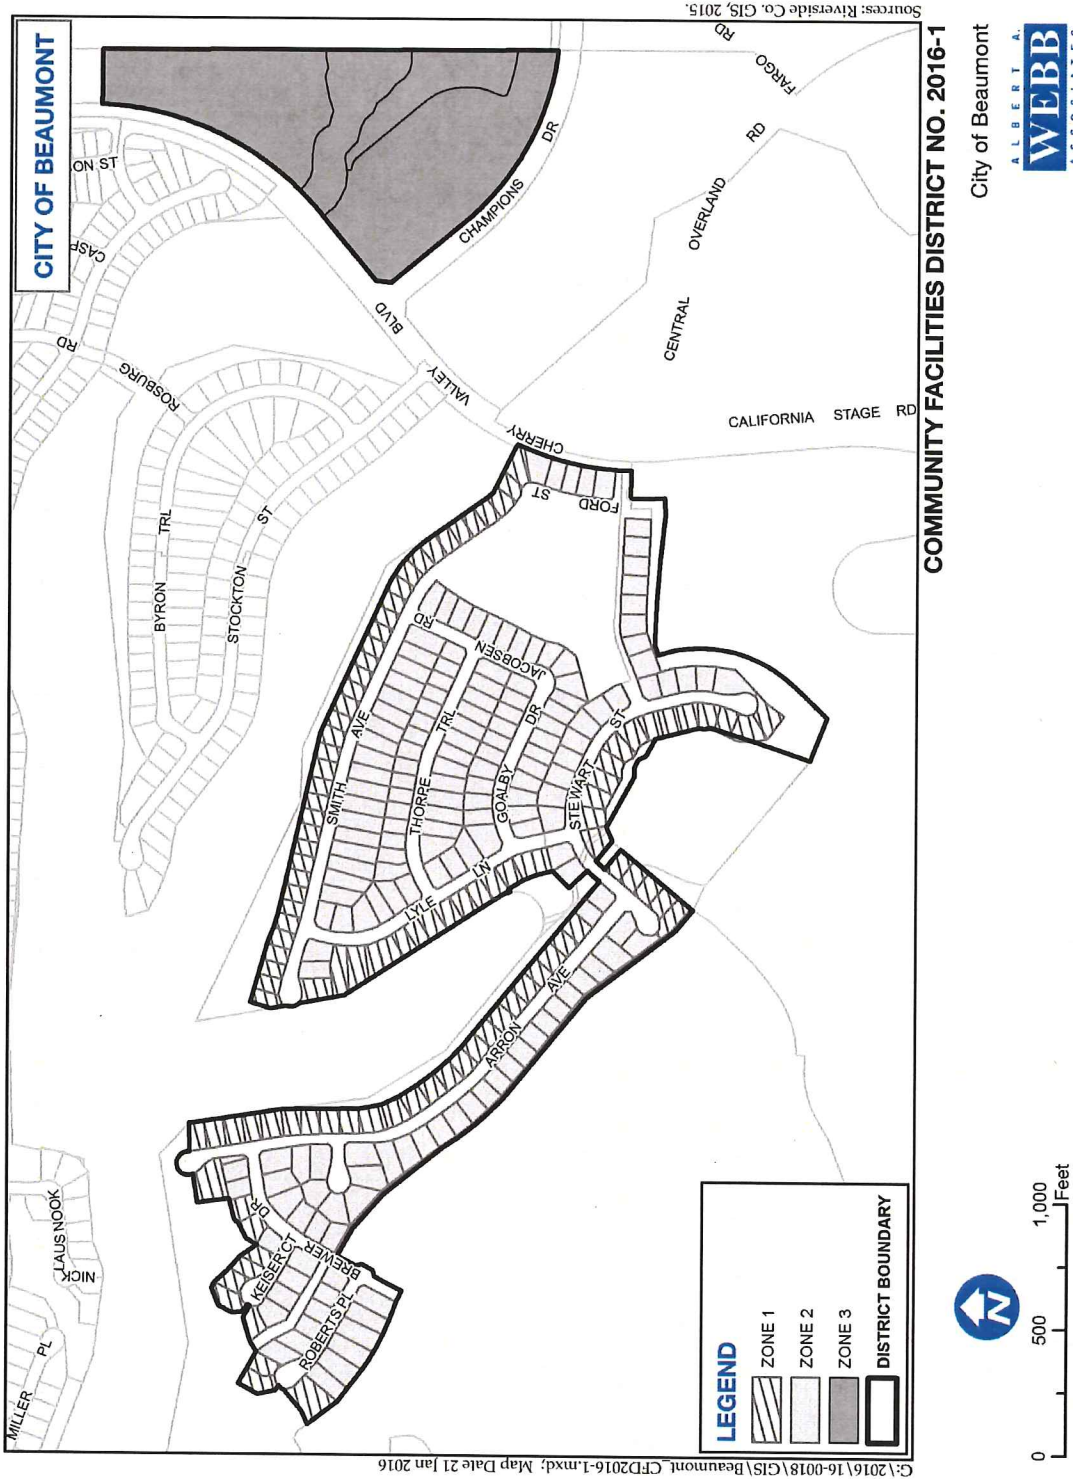 CITY OF BEAUMONT
MILLER PL
NICK
LAUS NOOK
ROSBURG RD
BYRON TRL
STOCKTON ST
VALLEY
BLVD
CHERRY
CHAMPIONS DR
SMITH AVE
JACOBSEN RD
FORD ST
THORPE TRL
GOALBY DR
STEWART ST
LYLE LN
ARRON AVE
BREWER DR
KEISER CT
ROBERTS PL
CENTRAL OVERLAND RD
FARGO RD
CALIFORNIA STAGE RD
LEGEND
ZONE 1
ZONE 2
ZONE 3
DISTRICT BOUNDARY
G:\2016\16-0018\GIS\Beaumont_CFD2016-1.mxd; Map Date 21 Jan 2016
Sources: Riverside Co. GIS, 2015.
COMMUNITY FACILITIES DISTRICT NO. 2016-1
City of Beaumont
0 500 1,000
Feet
N
ALBERT A.
WEBB